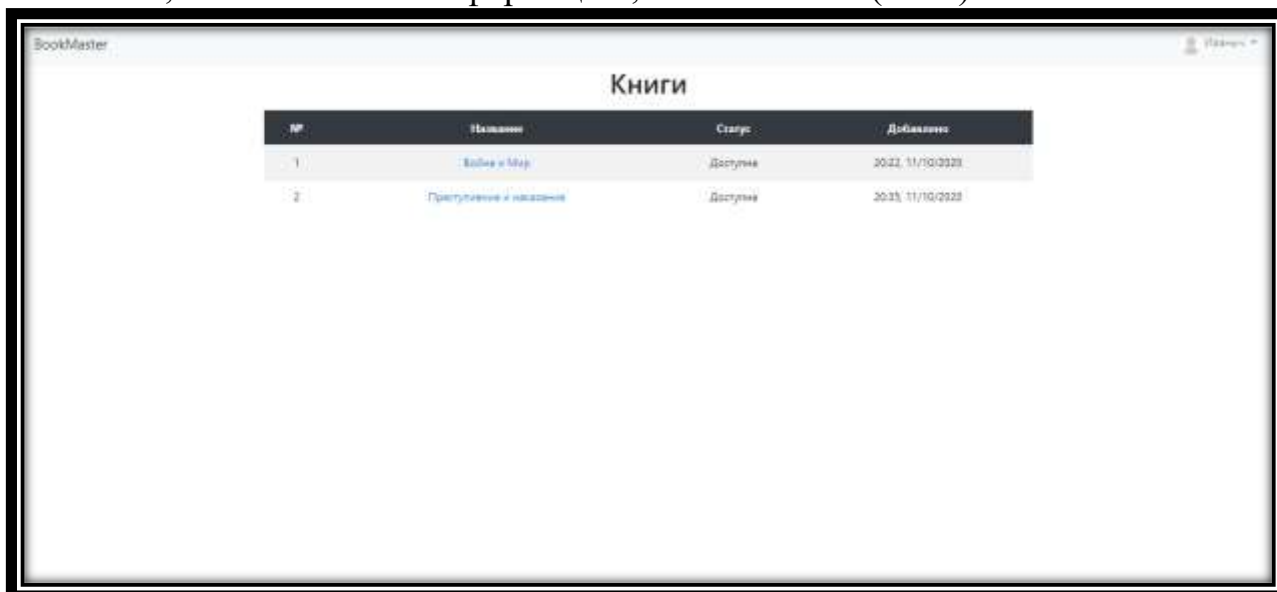 BookMaster
Книги
№ Название Статус Добавлено
1 Война и Мир Доступна 20:22, 11/10/2020
2 Преступление и наказание Доступна 20:35, 11/10/2020